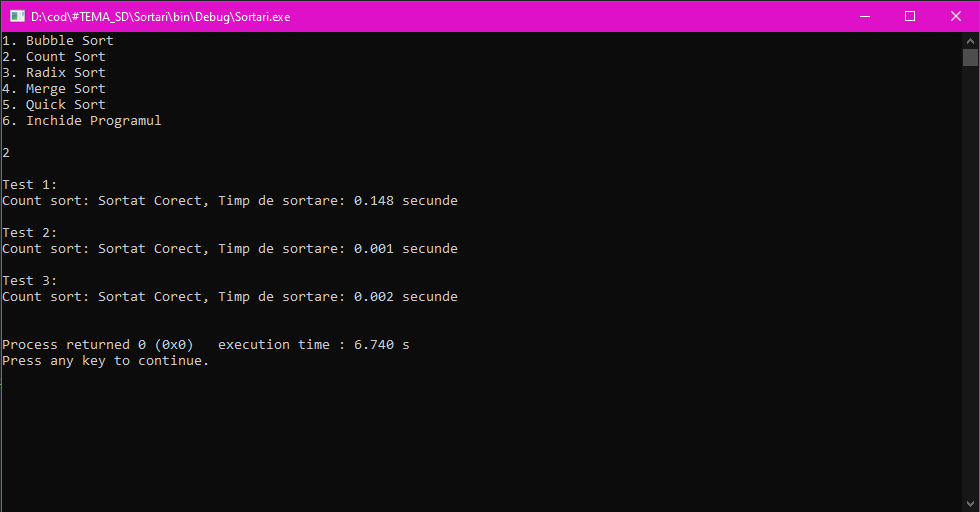 D:\cod\#TEMA_SD\Sortari\bin\Debug\Sortari.exe
1. Bubble Sort
2. Count Sort
3. Radix Sort
4. Merge Sort
5. Quick Sort
6. Inchide Programul
2
Test 1:
Count sort: Sortat Corect, Timp de sortare: 0.148 secunde
Test 2:
Count sort: Sortat Corect, Timp de sortare: 0.001 secunde
Test 3:
Count sort: Sortat Corect, Timp de sortare: 0.002 secunde
Process returned 0 (0x0)   execution time : 6.740 s
Press any key to continue.